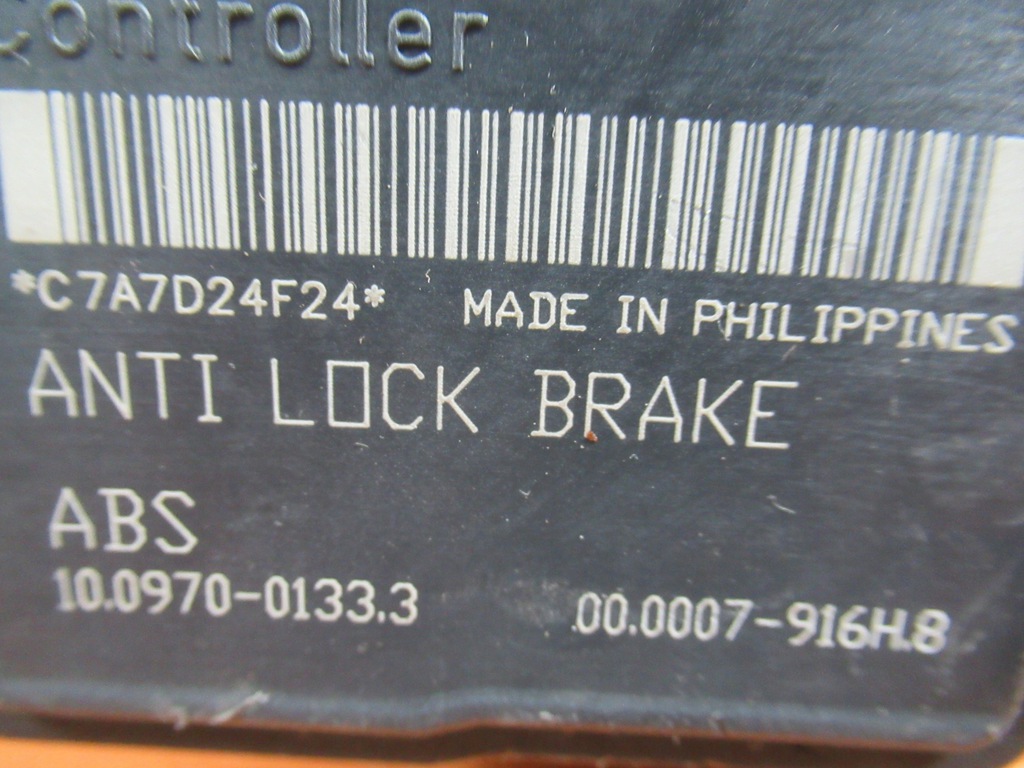 Controller
*C7A7D24F24* MADE IN PHILIPPINES
ANTI LOCK BRAKE
ABS
10.0970-0133.3 00.0007-916H.8